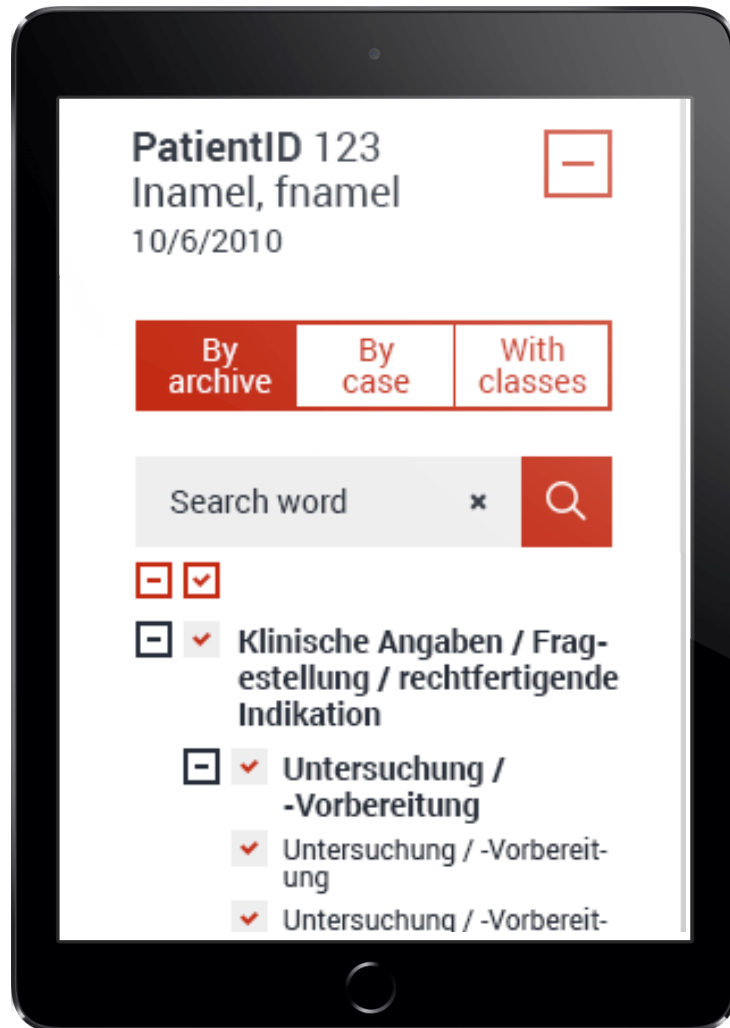 PatientID 123
lnamel, fnamel
10/6/2010
By archive
By case
With classes
Search word
Klinische Angaben / Frag-
estellung / rechtfertigende
Indikation
Untersuchung /
-Vorbereitung
Untersuchung / -Vorbereit-
ung
Untersuchung / -Vorbereit-